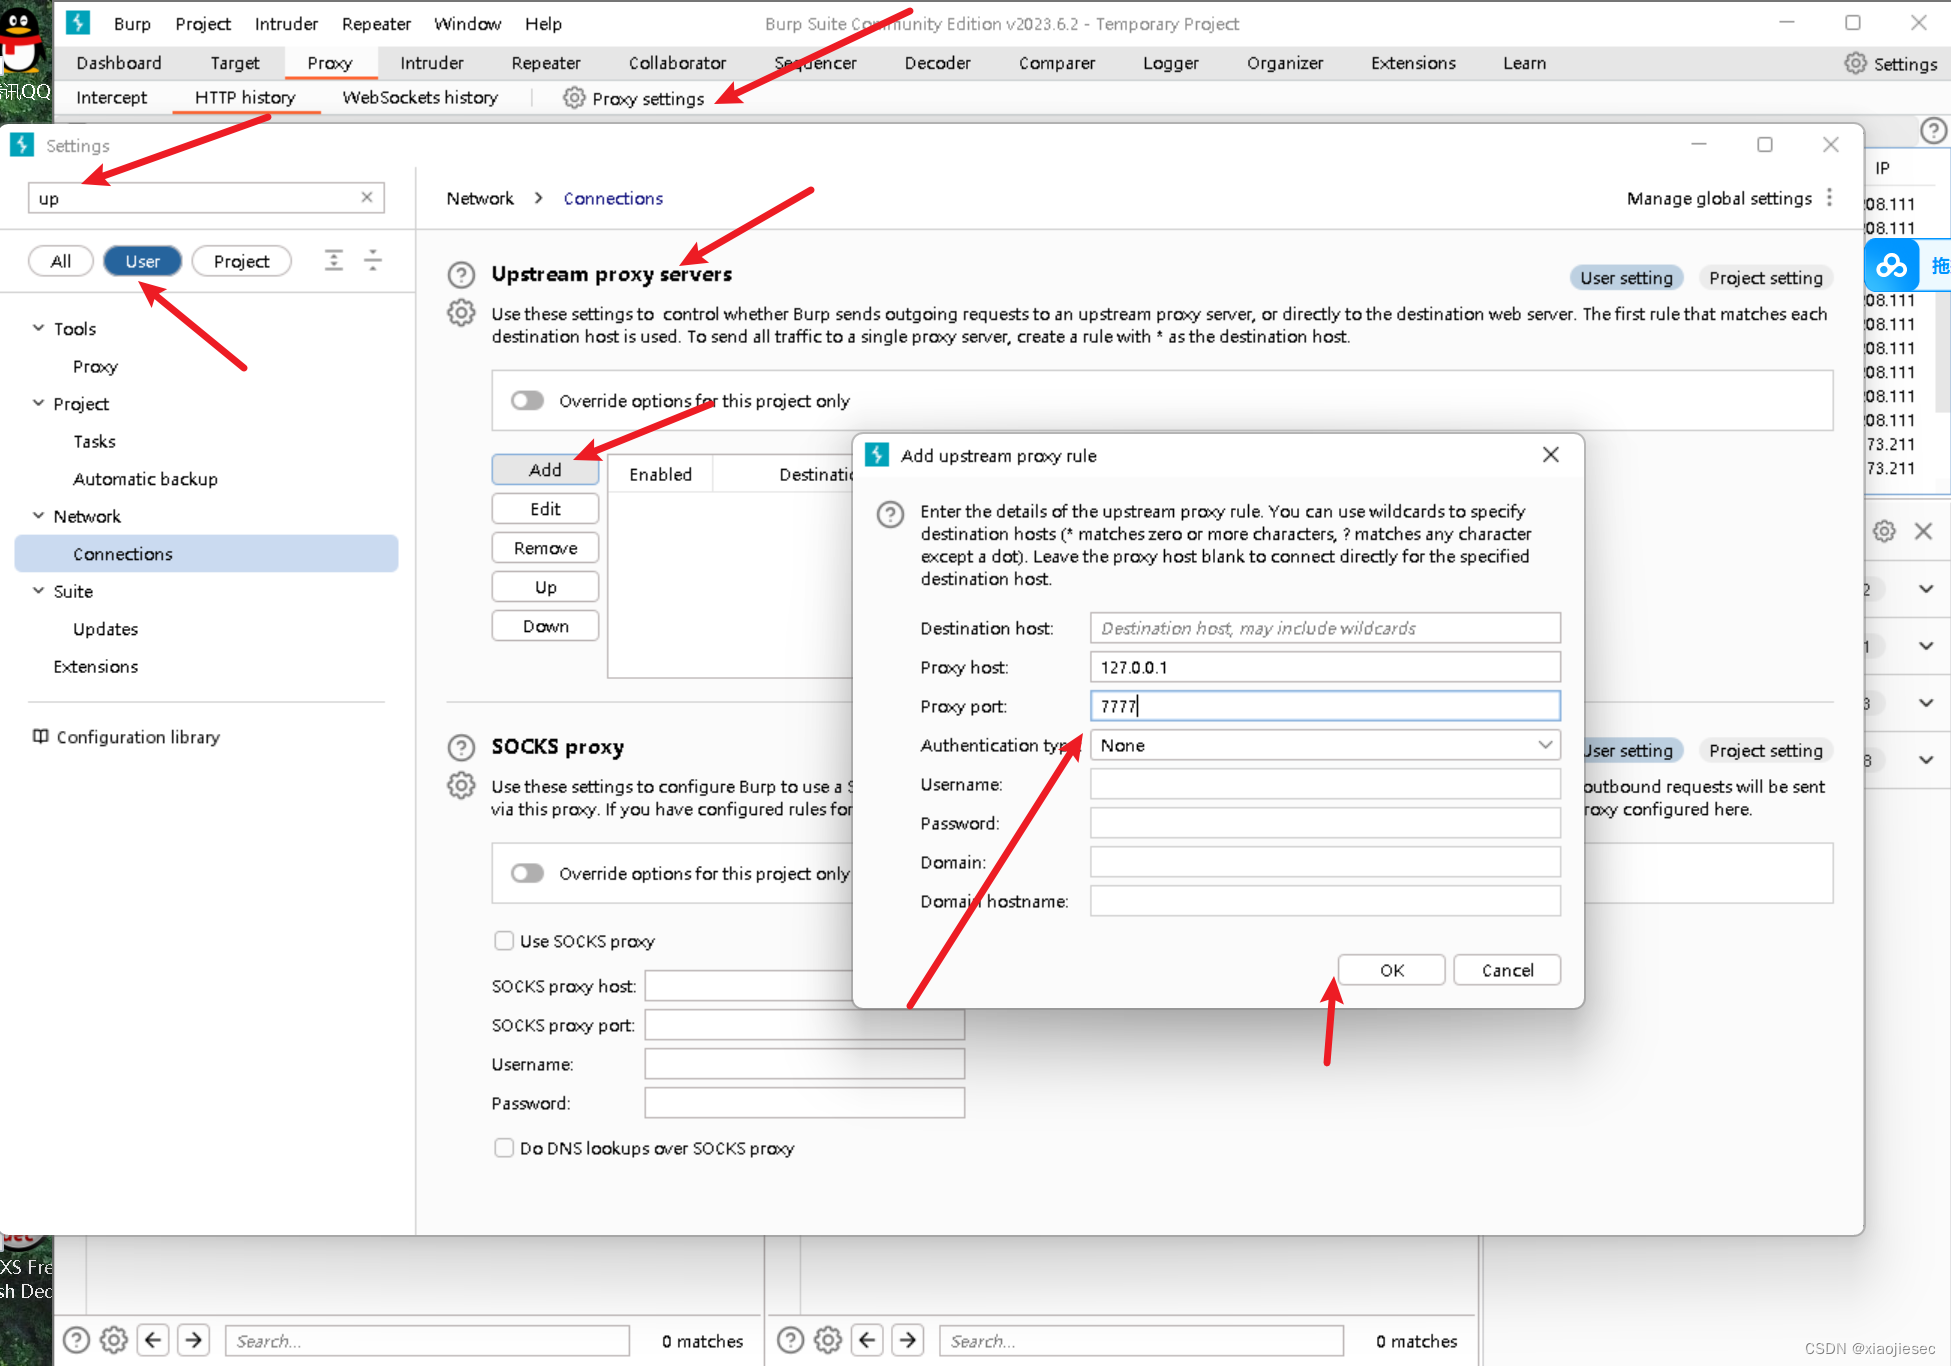 Burp Project Intruder Repeater Window Help
Burp Suite Community Edition v2023.6.2 - Temporary Project
Dashboard Target Proxy Intruder Repeater Collaborator Sequencer Decoder Comparer Logger Organizer Extensions Learn Settings
讯QQ
Intercept HTTP history WebSockets history Proxy settings
Settings
IP
up
Network > Connections
Manage global settings
08.111
08.111
All User Project
Upstream proxy servers
User setting Project setting
拖
Use these settings to control whether Burp sends outgoing requests to an upstream proxy server, or directly to the destination web server. The first rule that matches each
destination host is used. To send all traffic to a single proxy server, create a rule with * as the destination host.
08.111
08.111
08.111
08.111
08.111
08.111
73.211
73.211
Tools
Proxy
Project
Tasks
Automatic backup
Network
Connections
Suite
Updates
Extensions
Configuration library
Override options for this project only
Add
Edit
Remove
Up
Down
Enabled Destinatio
Add upstream proxy rule
Enter the details of the upstream proxy rule. You can use wildcards to specify
destination hosts (* matches zero or more characters, ? matches any character
except a dot). Leave the proxy host blank to connect directly for the specified
destination host.
Destination host: Destination host, may include wildcards
Proxy host: 127.0.0.1
Proxy port: 7777
Authentication type None
Username:
Password:
Domain:
Domain hostname:
OK Cancel
2
1
3
8
SOCKS proxy
User setting Project setting
Use these settings to configure Burp to use a S
outbound requests will be sent
via this proxy. If you have configured rules for
roxy configured here.
Override options for this project only
Use SOCKS proxy
SOCKS proxy host:
SOCKS proxy port:
Username:
Password:
Do DNS lookups over SOCKS proxy
XS Fre
sh Dec
Search... 0 matches
Search... 0 matches
CSDN @xiaojiesec